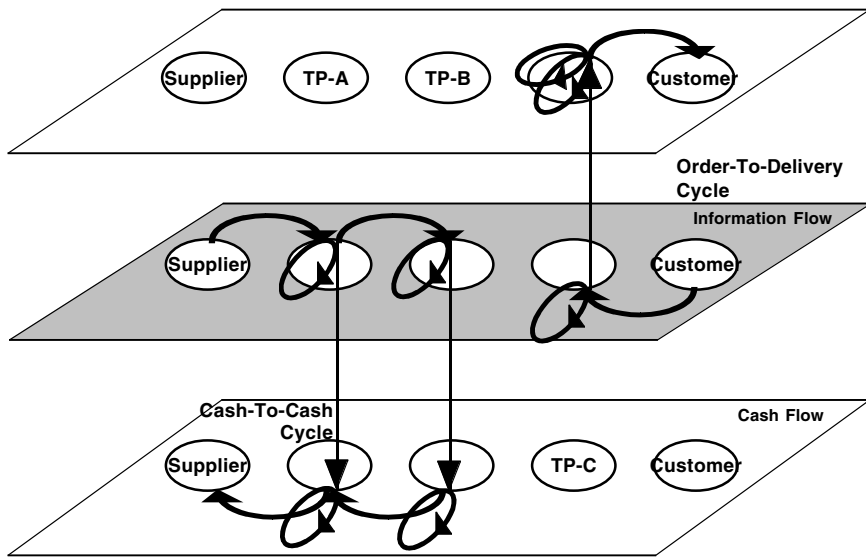 Supplier TP-A TP-B Customer
Order-To-Delivery
Cycle
Information Flow
Supplier Customer
Cash-To-Cash
Cycle
Cash Flow
Supplier TP-C Customer